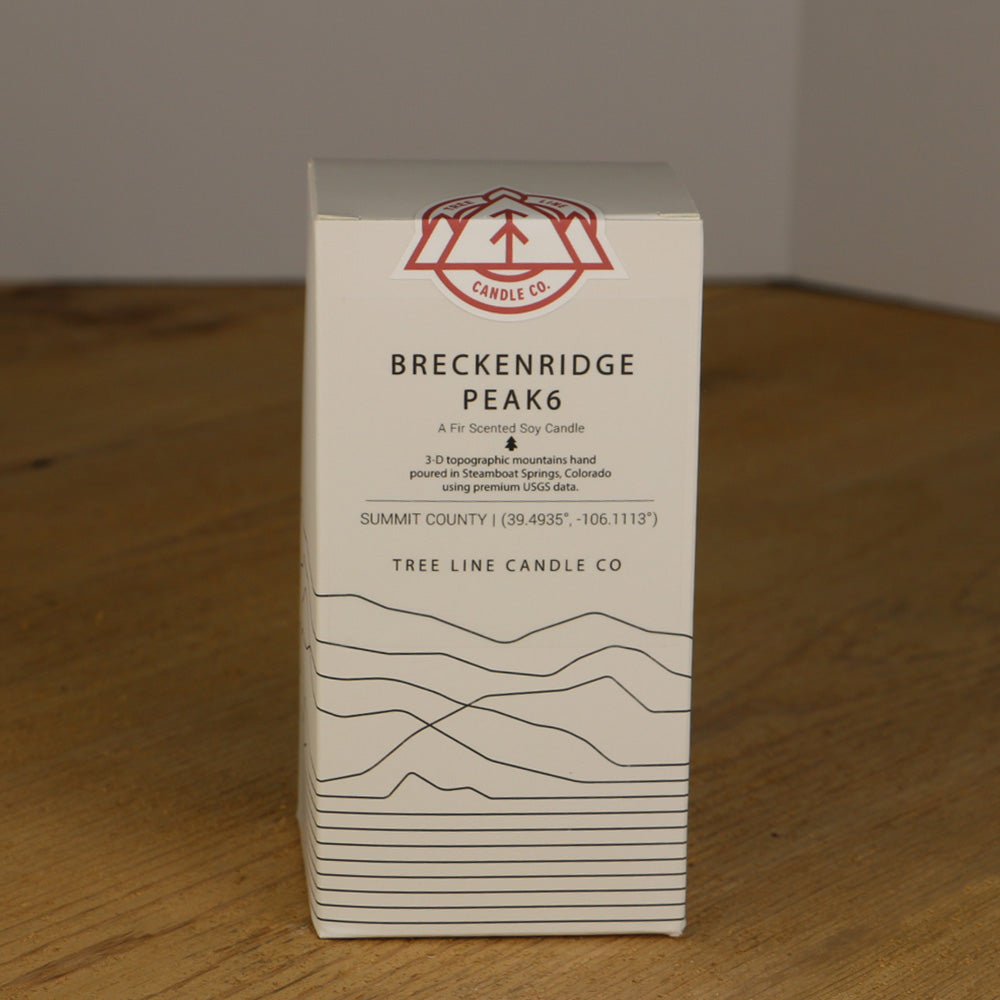 TREE LINE
CANDLE CO.
BRECKENRIDGE
PEAK6
A Fir Scented Soy Candle
3-D topographic mountains hand
poured in Steamboat Springs, Colorado
using premium USGS data.
SUMMIT COUNTY | (39.4935°, -106.1113°)
TREE LINE CANDLE CO